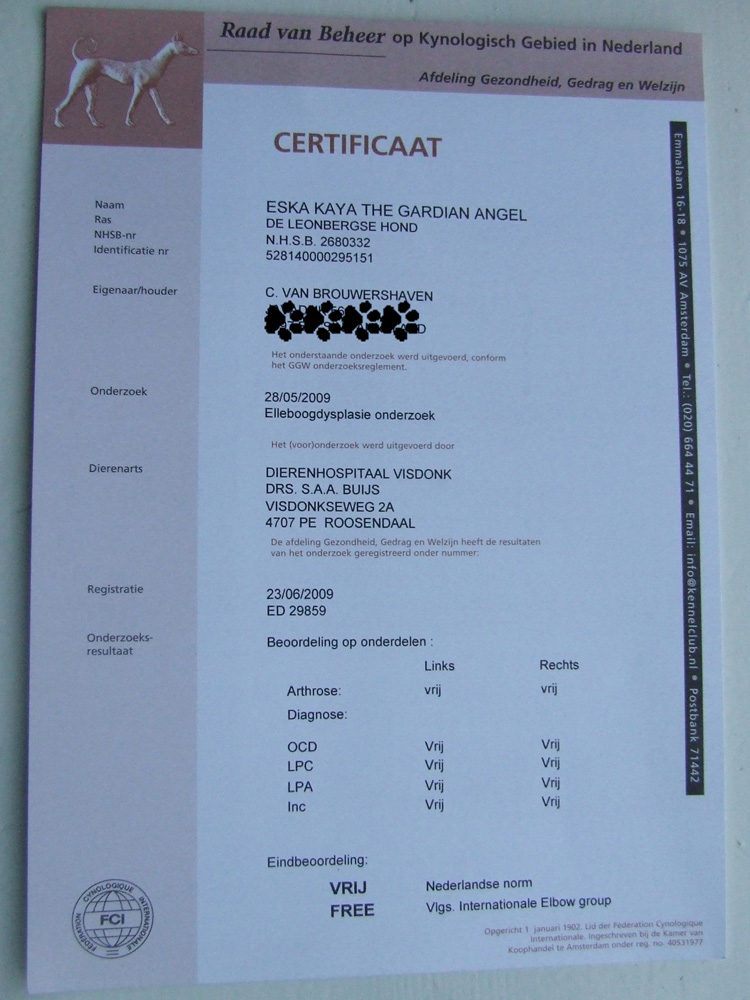 Raad van Beheer op Kynologisch Gebied in Nederland
Afdeling Gezondheid, Gedrag en Welzijn
CERTIFICAAT
Naam ESKA KAYA THE GARDIAN ANGEL
Ras DE LEONBERGSE HOND
NHSB-nr N.H.S.B. 2680332
Identificatie nr 528140000295151
Eigenaar/houder C. VAN BROUWERSHAVEN
Het onderstaande onderzoek werd uitgevoerd, conform
het GGW onderzoeksreglement.
Onderzoek 28/05/2009
Elleboogdysplasie onderzoek
Het (voor)onderzoek werd uitgevoerd door
Dierenarts DIERENHOSPITAAL VISDONK
DRS. S.A.A. BUIJS
VISDONKSEWEG 2A
4707 PE ROOSENDAAL
De afdeling Gezondheid, Gedrag en Welzijn heeft de resultaten
van het onderzoek geregistreerd onder nummer:
Registratie 23/06/2009
ED 29859
Onderzoeks- Beoordeling op onderdelen :
resultaat
Links Rechts
Arthrose: vrij vrij
Diagnose:
OCD Vrij Vrij
LPC Vrij Vrij
LPA Vrij Vrij
Inc Vrij Vrij
Eindbeoordeling:
VRIJ Nederlandse norm
FREE Vlgs. Internationale Elbow group
Opgericht 1 januari 1902. Lid der Fédération Cynologique
Internationale. Ingeschreven bij de Kamer van
Koophandel te Amsterdam onder reg. no. 40531977
FEDERATION CYNOLOGIQUE INTERNATIONALE
FCI
Emmalaan 16-18 • 1075 AV Amsterdam • Tel.: (020) 664 44 71 • Email: info@kennelclub.nl • Postbank 71442